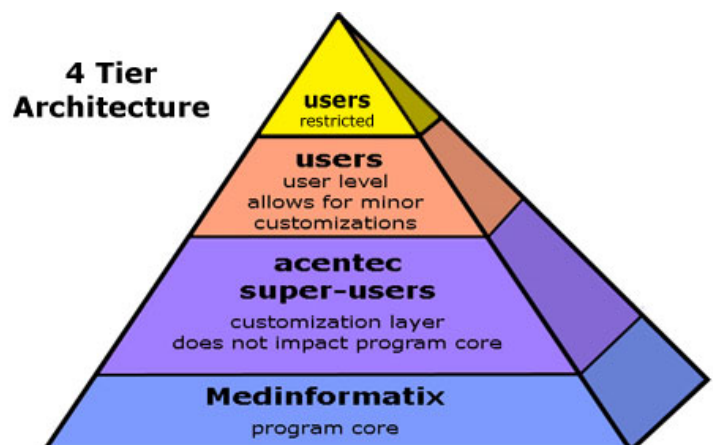 4 Tier
Architecture
users
restricted
users
user level
allows for minor
customizations
acentec
super-users
customization layer
does not impact program core
Medinformatix
program core